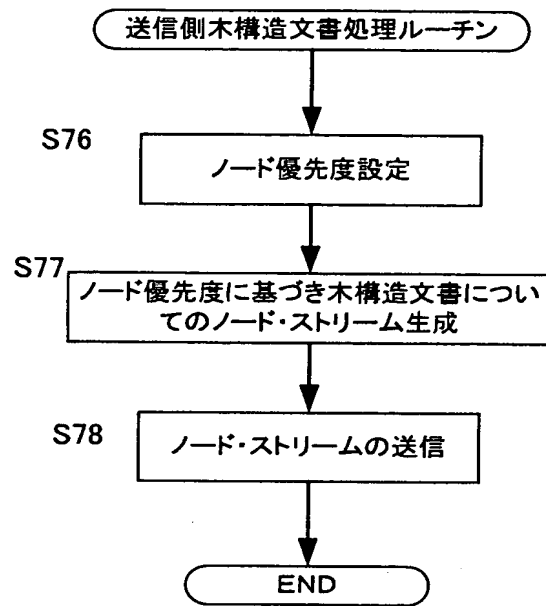 送信側木構造文書処理ルーチン
S76
ノード優先度設定
S77
ノード優先度に基づき木構造文書につい
てのノード・ストリーム生成
S78
ノード・ストリームの送信
END